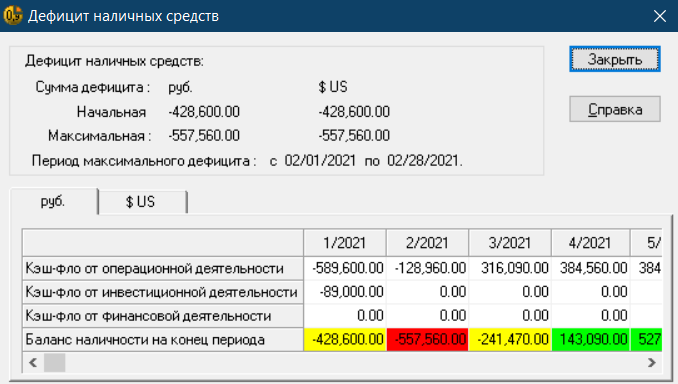 Дефицит наличных средств
Дефицит наличных средств: Закрыть
Сумма дефицита : руб. $ US
Начальная -428,600.00 -428,600.00
Максимальная : -557,560.00 -557,560.00
Справка
Период максимального дефицита : с 02/01/2021 по 02/28/2021.
руб. $ US
1/2021 2/2021 3/2021 4/2021 5/
Кэш-фло от операционной деятельности -589,600.00 -128,960.00 316,090.00 384,560.00 384
Кэш-фло от инвестиционной деятельности -89,000.00 0.00 0.00 0.00
Кэш-фло от финансовой деятельности 0.00 0.00 0.00 0.00
Баланс наличности на конец периода -428,600.00 -557,560.00 -241,470.00 143,090.00 527